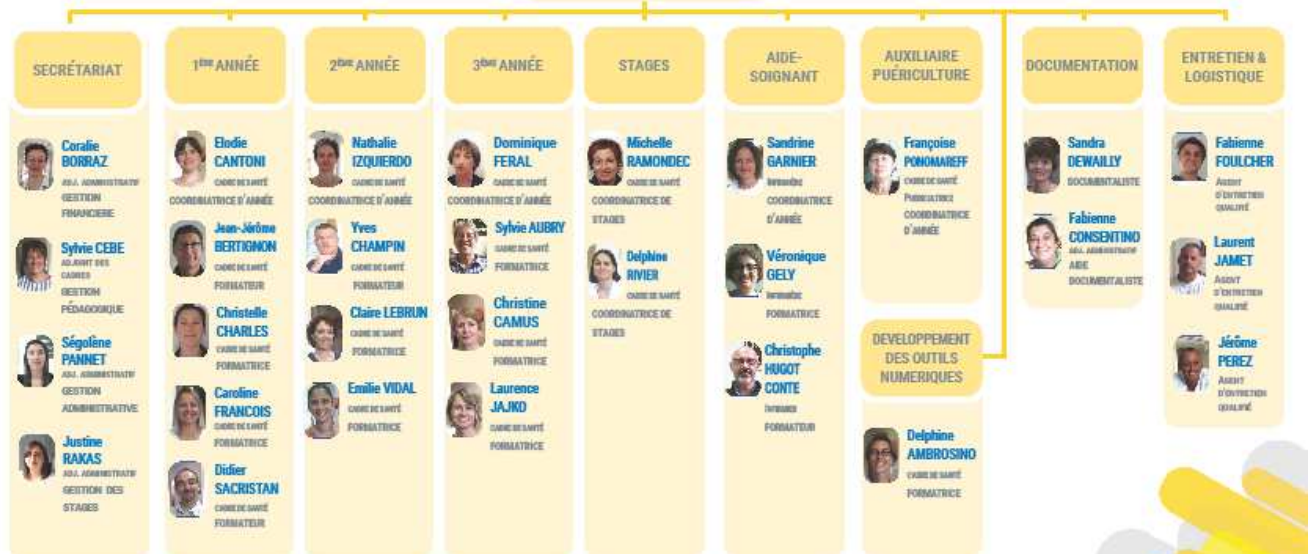 SECRÉTARIAT
Coralie
BORRAZ
ADJ. ADMINISTRATIF
GESTION
FINANCIERE
Sylvie CEBE
ADJOINT DES
CADRES
GESTION
PÉDAGOGIQUE
Ségolène
PANNET
ADJ. ADMINISTRATIF
GESTION
ADMINISTRATIVE
Justine
RAKAS
ADJ. ADMINISTRATIF
GESTION DES
STAGES
1ère ANNÉE
Elodie
CANTONI
CADRE DE SANTÉ
COORDINATRICE D'ANNÉE
Jean-Jérôme
BERTIGNON
CADRE DE SANTÉ
FORMATEUR
Christelle
CHARLES
CADRE DE SANTÉ
FORMATRICE
Caroline
FRANCOIS
CADRE DE SANTÉ
FORMATRICE
Didier
SACRISTAN
CADRE DE SANTÉ
FORMATEUR
2ème ANNÉE
Nathalie
IZQUIERDO
CADRE DE SANTÉ
COORDINATRICE D'ANNÉE
Yves
CHAMPIN
CADRE DE SANTÉ
FORMATEUR
Claire LEBRUN
CADRE DE SANTÉ
FORMATRICE
Emilie VIDAL
CADRE DE SANTÉ
FORMATRICE
3ème ANNÉE
Dominique
FERAL
CADRE DE SANTÉ
COORDINATRICE D'ANNÉE
Sylvie AUBRY
CADRE DE SANTÉ
FORMATRICE
Christine
CAMUS
CADRE DE SANTÉ
FORMATRICE
Laurence
JAJKO
CADRE DE SANTÉ
FORMATRICE
STAGES
Michelle
RAMONDEC
CADRE DE SANTÉ
COORDINATRICE DE
STAGES
Delphine
RIVIER
CADRE DE SANTÉ
COORDINATRICE DE
STAGES
AIDE-
SOIGNANT
Sandrine
GARNIER
INFIRMIÈRE
COORDINATRICE
D'ANNÉE
Véronique
GELY
INFIRMIÈRE
FORMATRICE
Christophe
HUGOT
CONTE
INFIRMIER
FORMATEUR
AUXILIAIRE
PUÉRICULTURE
Françoise
PONOMAREFF
CADRE DE SANTÉ
PUÉRICULTRICE
COORDINATRICE
D'ANNÉE
DEVELOPPEMENT
DES OUTILS
NUMERIQUES
Delphine
AMBROSINO
CADRE DE SANTÉ
FORMATRICE
DOCUMENTATION
Sandra
DEWAILLY
DOCUMENTALISTE
Fabienne
CONSENTINO
ADJ. ADMINISTRATIF
AIDE
DOCUMENTALISTE
ENTRETIEN &
LOGISTIQUE
Fabienne
FOULCHER
AGENT
D'ENTRETIEN
QUALIFIÉ
Laurent
JAMET
AGENT
D'ENTRETIEN
QUALIFIÉ
Jérôme
PEREZ
AGENT
D'ENTRETIEN
QUALIFIÉ